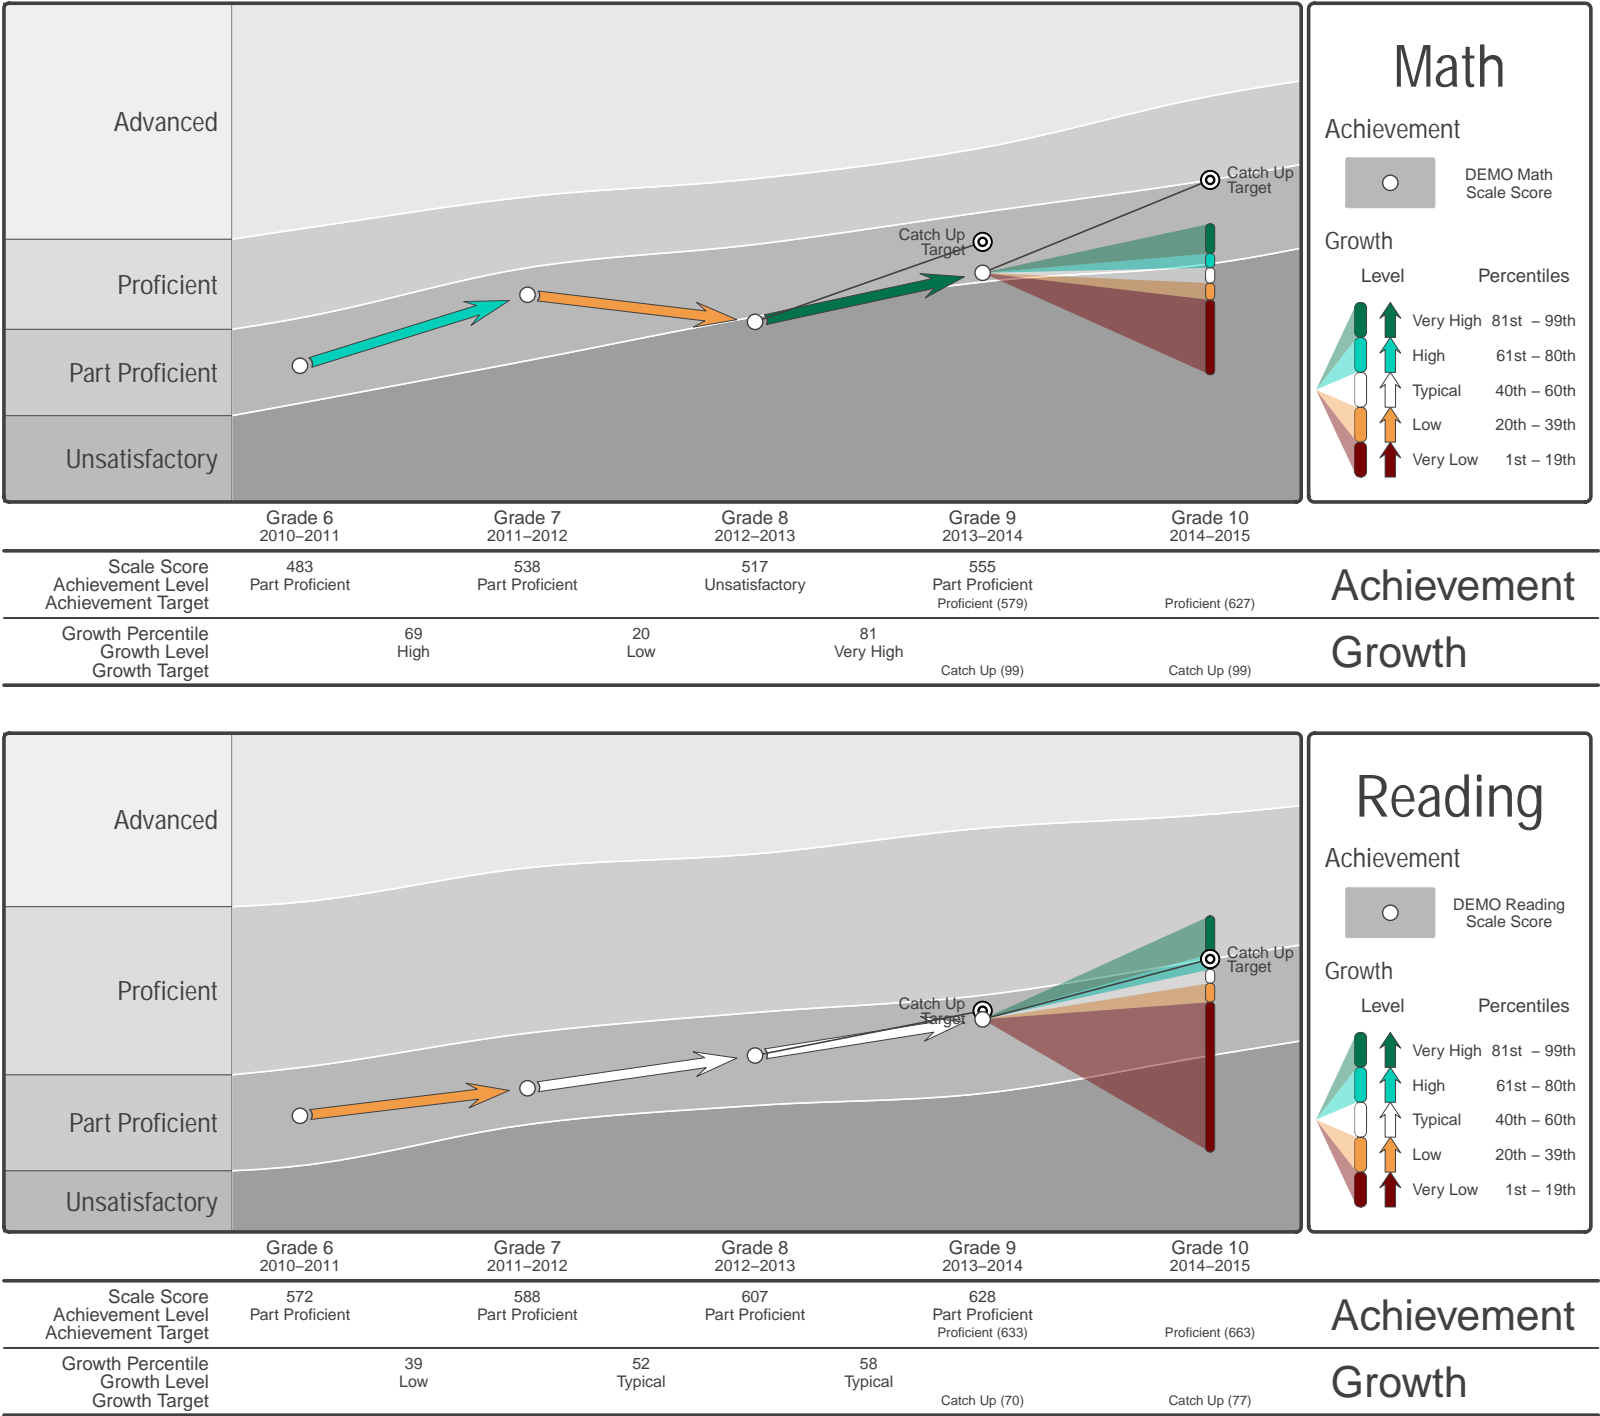 Advanced
Proficient
Part Proficient
Unsatisfactory
Catch Up
Target
Catch Up
Target
Math
Achievement
DEMO Math
Scale Score
Growth
Level Percentiles
Very High 81st – 99th
High 61st – 80th
Typical 40th – 60th
Low 20th – 39th
Very Low 1st – 19th
Grade 6 Grade 7 Grade 8 Grade 9 Grade 10
2010–2011 2011–2012 2012–2013 2013–2014 2014–2015
Scale Score 483 538 517 555
Achievement Level Part Proficient Part Proficient Unsatisfactory Part Proficient
Achievement Target Proficient (579) Proficient (627)
Achievement
Growth Percentile 69 20 81
Growth Level High Low Very High
Growth Target Catch Up (99) Catch Up (99)
Growth
Advanced
Proficient
Part Proficient
Unsatisfactory
Catch Up
Target
Catch Up
Target
Reading
Achievement
DEMO Reading
Scale Score
Growth
Level Percentiles
Very High 81st – 99th
High 61st – 80th
Typical 40th – 60th
Low 20th – 39th
Very Low 1st – 19th
Grade 6 Grade 7 Grade 8 Grade 9 Grade 10
2010–2011 2011–2012 2012–2013 2013–2014 2014–2015
Scale Score 572 588 607 628
Achievement Level Part Proficient Part Proficient Part Proficient Part Proficient
Achievement Target Proficient (633) Proficient (663)
Achievement
Growth Percentile 39 52 58
Growth Level Low Typical Typical
Growth Target Catch Up (70) Catch Up (77)
Growth